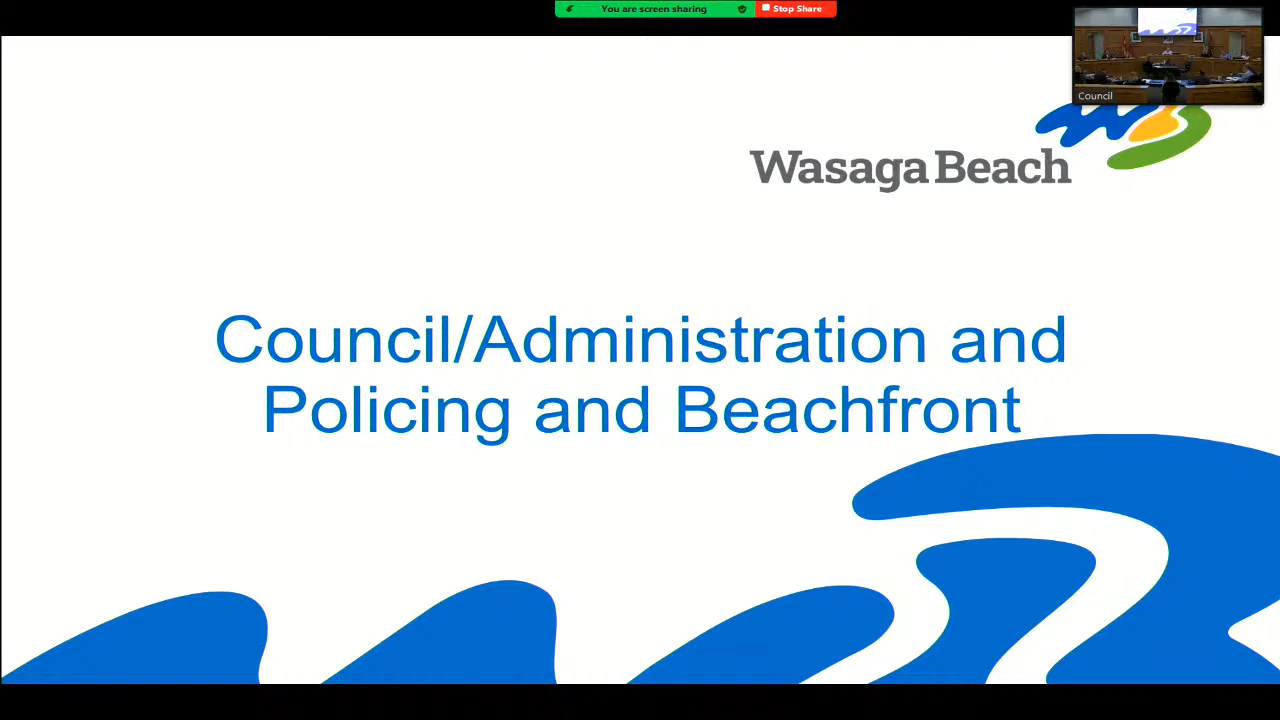 You are screen sharing
Stop Share
Council
Wasaga Beach
Council/Administration and
Policing and Beachfront